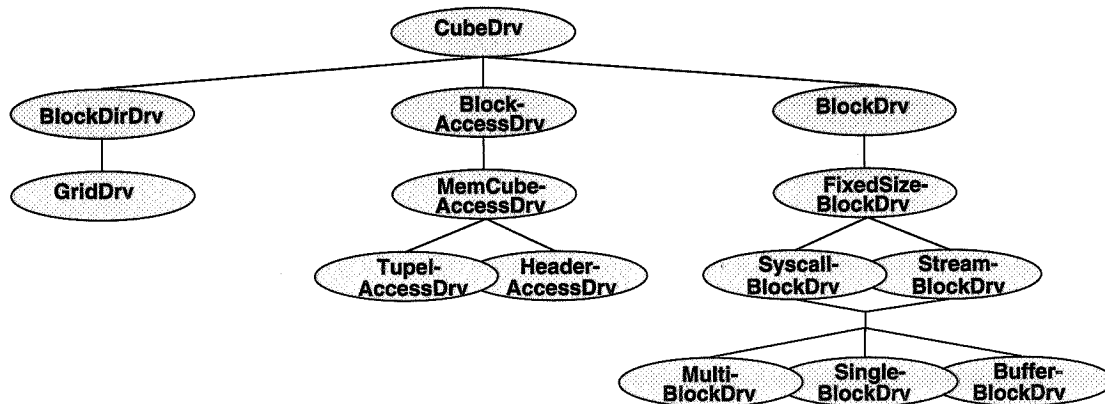 CubeDrv
BlockDirDrv
Block-
AccessDrv
BlockDrv
GridDrv
MemCube-
AccessDrv
FixedSize-
BlockDrv
Tupel-
AccessDrv
Header-
AccessDrv
Syscall-
BlockDrv
Stream-
BlockDrv
Multi-
BlockDrv
Single-
BlockDrv
Buffer-
BlockDrv